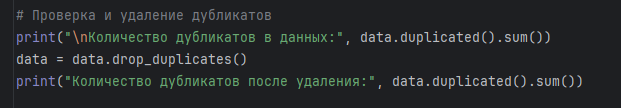 # Проверка и удаление дубликатов
print("\nКоличество дубликатов в данных:", data.duplicated().sum())
data = data.drop_duplicates()
print("Количество дубликатов после удаления:", data.duplicated().sum())